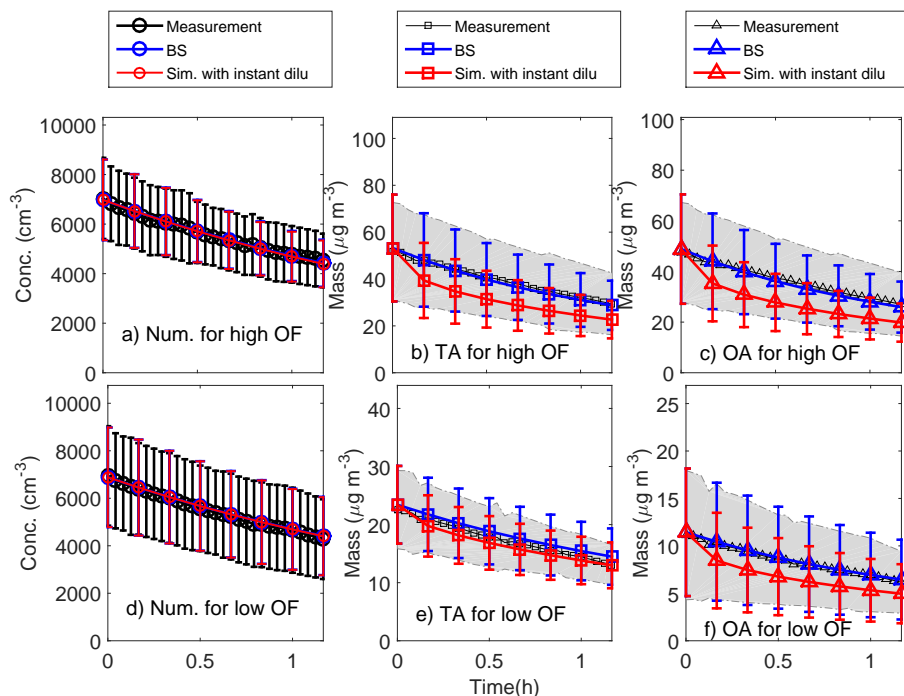 Measurement
BS
Sim. with instant dilu
Measurement
BS
Sim. with instant dilu
Measurement
BS
Sim. with instant dilu
Conc. (cm-3)
10000
8000
6000
4000
2000
0
a) Num. for high OF
Mass (μg m-3)
100
80
60
40
20
0
b) TA for high OF
Mass (μg m-3)
100
80
60
40
20
0
c) OA for high OF
Conc. (cm-3)
10000
8000
6000
4000
2000
0
d) Num. for low OF
0 0.5 1
Mass (μg m-3)
40
30
20
10
0
e) TA for low OF
0 0.5 1
Mass (μg m-3)
20
15
10
5
0
f) OA for low OF
0 0.5 1
Time(h)